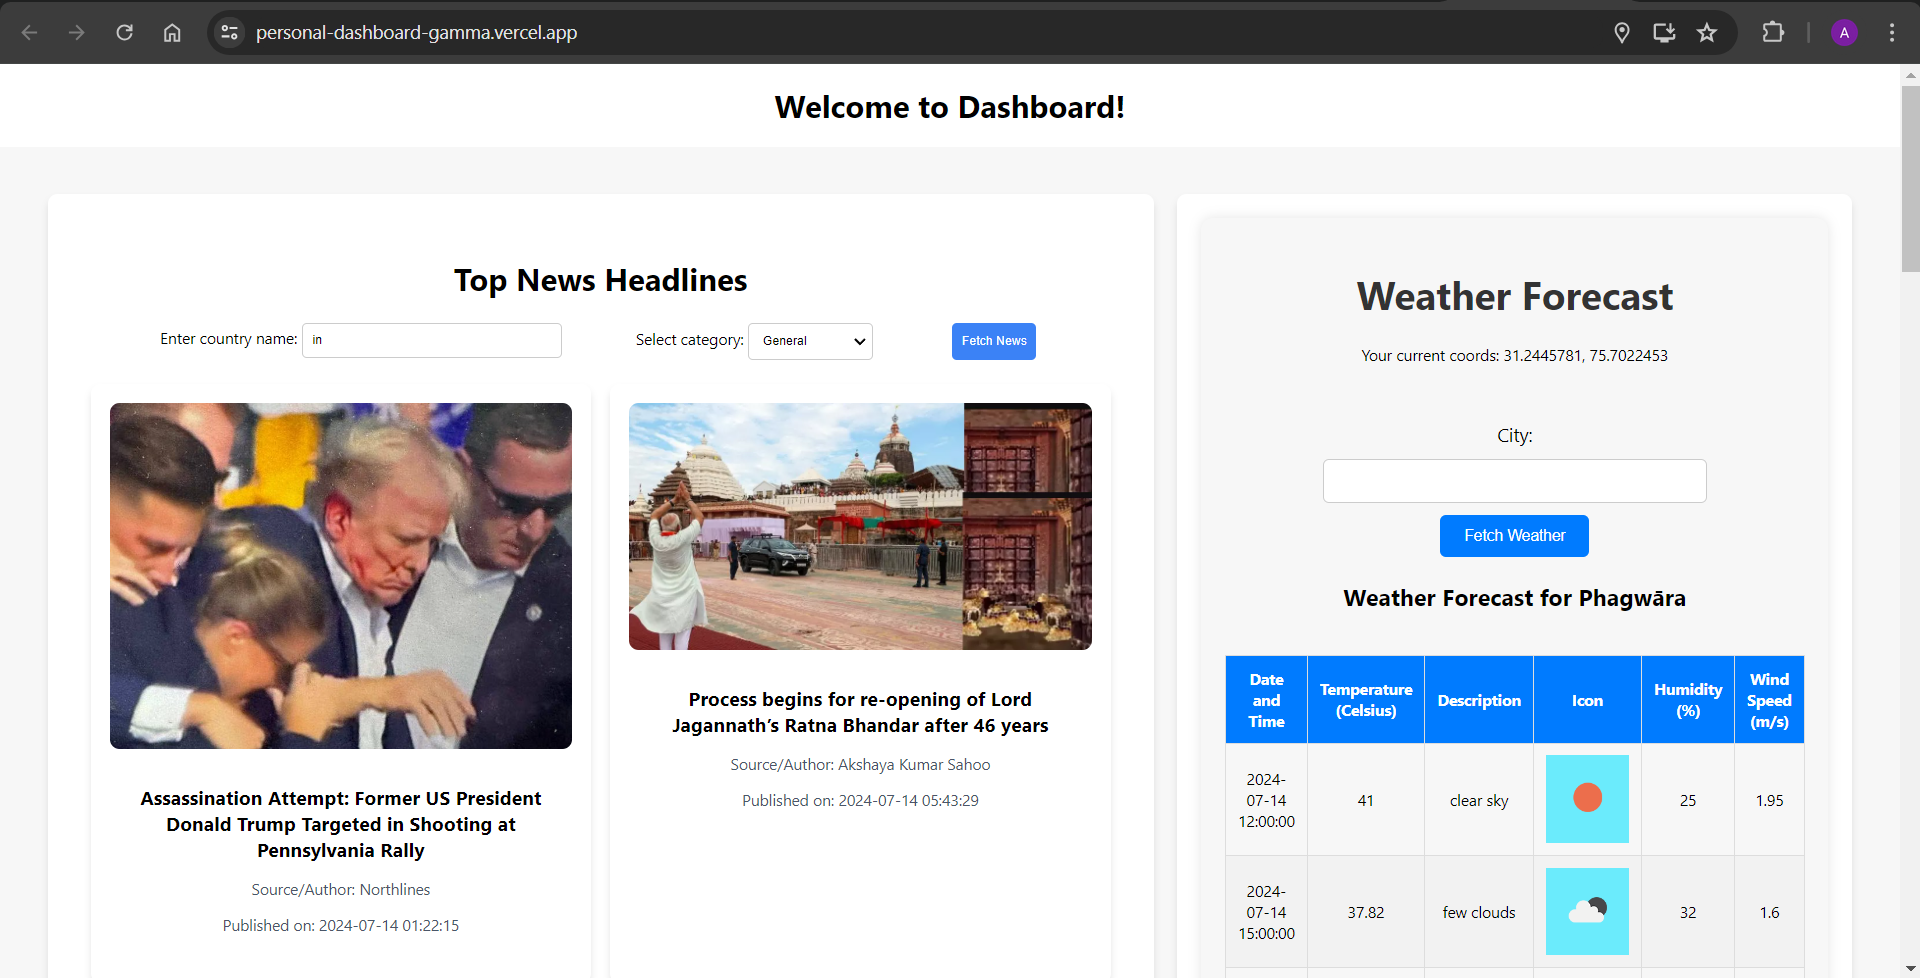 personal-dashboard-gamma.vercel.app
A
Welcome to Dashboard!
Top News Headlines
Enter country name:
in
Select category:
General
Fetch News
Assassination Attempt: Former US President
Donald Trump Targeted in Shooting at
Pennsylvania Rally
Source/Author: Northlines
Published on: 2024-07-14 01:22:15
Process begins for re-opening of Lord
Jagannath’s Ratna Bhandar after 46 years
Source/Author: Akshaya Kumar Sahoo
Published on: 2024-07-14 05:43:29
Weather Forecast
Your current coords: 31.2445781, 75.7022453
City:
Fetch Weather
Weather Forecast for Phagwāra
Date
and
Time
Temperature
(Celsius)
Description
Icon
Humidity
(%)
Wind
Speed
(m/s)
2024-
07-14
12:00:00
41
clear sky
25
1.95
2024-
07-14
15:00:00
37.82
few clouds
32
1.6